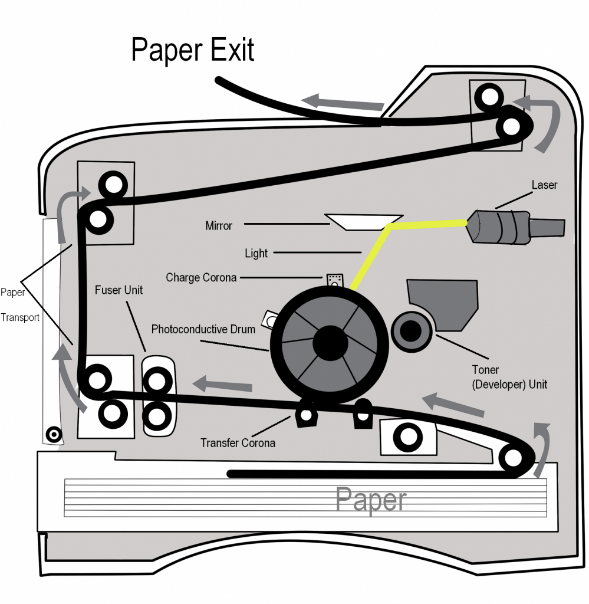 Paper Exit
Laser
Mirror
Light
Charge Corona
Paper
Transport
Fuser Unit
Photoconductive Drum
Toner
(Developer) Unit
Transfer Corona
Paper